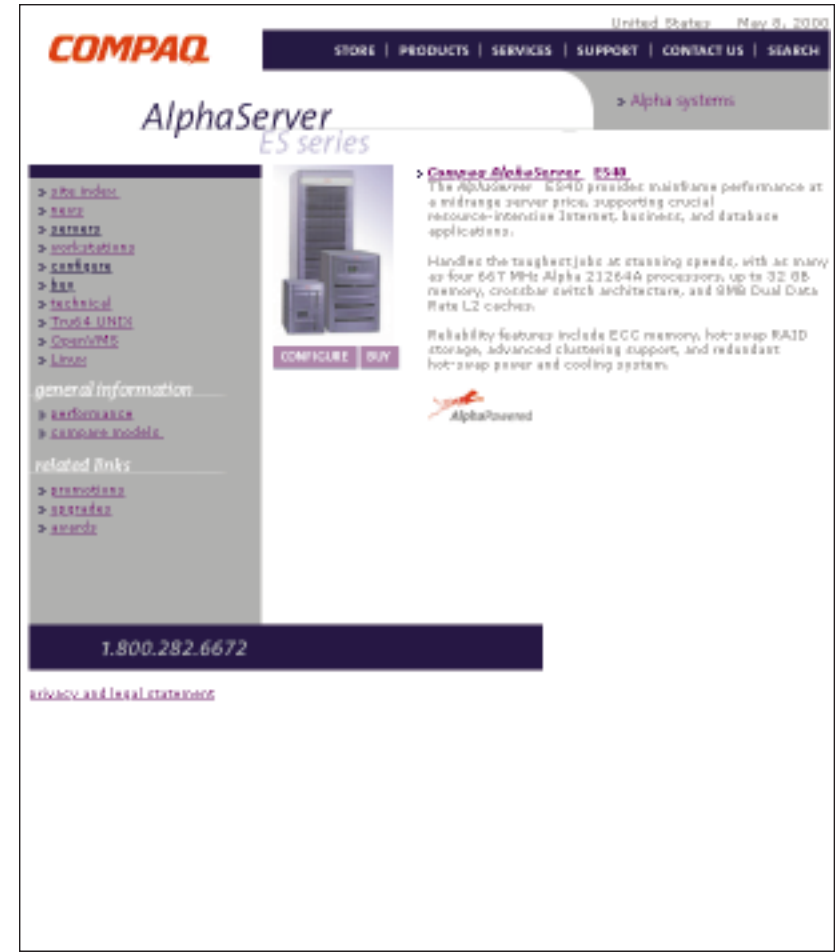 United States May 8, 2000
COMPAQ
STORE | PRODUCTS | SERVICES | SUPPORT | CONTACT US | SEARCH
> Alpha systems
AlphaServer
ES series
> site index
> news
> servers
> workstations
> configure
> buy
> technical
> Tru64 UNIX
> OpenVMS
> Linux
general information
> performance
> compare models
related links
> promotions
> upgrades
> awards
CONFIGURE BUY
> Compaq AlphaServer ES40
The AlphaServer ES40 provides mainframe performance at
a midrange server price, supporting crucial
resource-intensive Internet, business, and database
applications.
Handles the toughest jobs at stunning speeds, with as many
as four 667 MHz Alpha 21264A processors, up to 32 GB
memory, crossbar switch architecture, and 8MB Dual Data
Rate L2 caches.
Reliability features include ECC memory, hot-swap RAID
storage, advanced clustering support, and redundant
hot-swap power and cooling system.
AlphaPowered
1.800.282.6672
privacy and legal statement